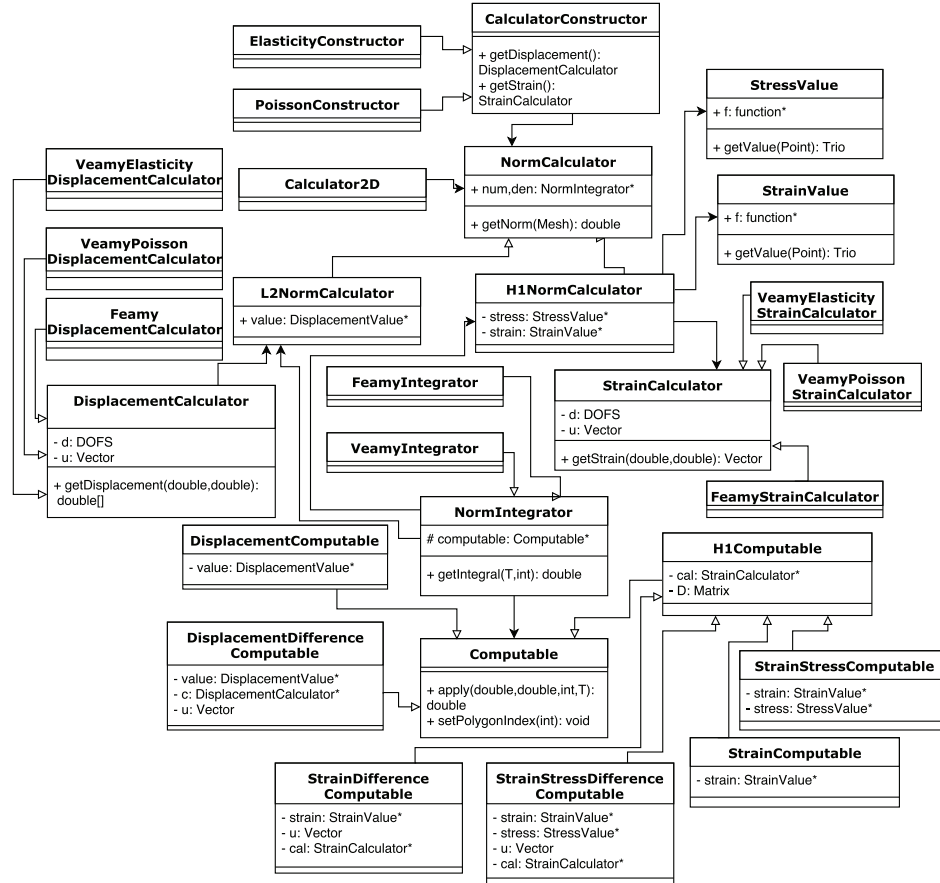 CalculatorConstructor
+ getDisplacement():
DisplacementCalculator
+ getStrain():
StrainCalculator
ElasticityConstructor
PoissonConstructor
StressValue
+ f: function*
+ getValue(Point): Trio
NormCalculator
+ num,den: NormIntegrator*
+ getNorm(Mesh): double
Calculator2D
VeamyElasticity
DisplacementCalculator
StrainValue
+ f: function*
+ getValue(Point): Trio
VeamyPoisson
DisplacementCalculator
L2NormCalculator
+ value: DisplacementValue*
H1NormCalculator
- stress: StressValue*
- strain: StrainValue*
VeamyElasticity
StrainCalculator
Feamy
DisplacementCalculator
FeamyIntegrator
StrainCalculator
- d: DOFS
- u: Vector
+ getStrain(double,double): Vector
VeamyPoisson
StrainCalculator
DisplacementCalculator
- d: DOFS
- u: Vector
+ getDisplacement(double,double):
double[]
VeamyIntegrator
FeamyStrainCalculator
NormIntegrator
# computable: Computable*
+ getIntegral(T,int): double
DisplacementComputable
- value: DisplacementValue*
H1Computable
- cal: StrainCalculator*
- D: Matrix
DisplacementDifference
Computable
- value: DisplacementValue*
- c: DisplacementCalculator*
- u: Vector
Computable
+ apply(double,double,int,T):
double
+ setPolygonIndex(int): void
StrainStressComputable
- strain: StrainValue*
- stress: StressValue*
StrainComputable
- strain: StrainValue*
StrainDifference
Computable
- strain: StrainValue*
- u: Vector
- cal: StrainCalculator*
StrainStressDifference
Computable
- strain: StrainValue*
- stress: StressValue*
- u: Vector
- cal: StrainCalculator*